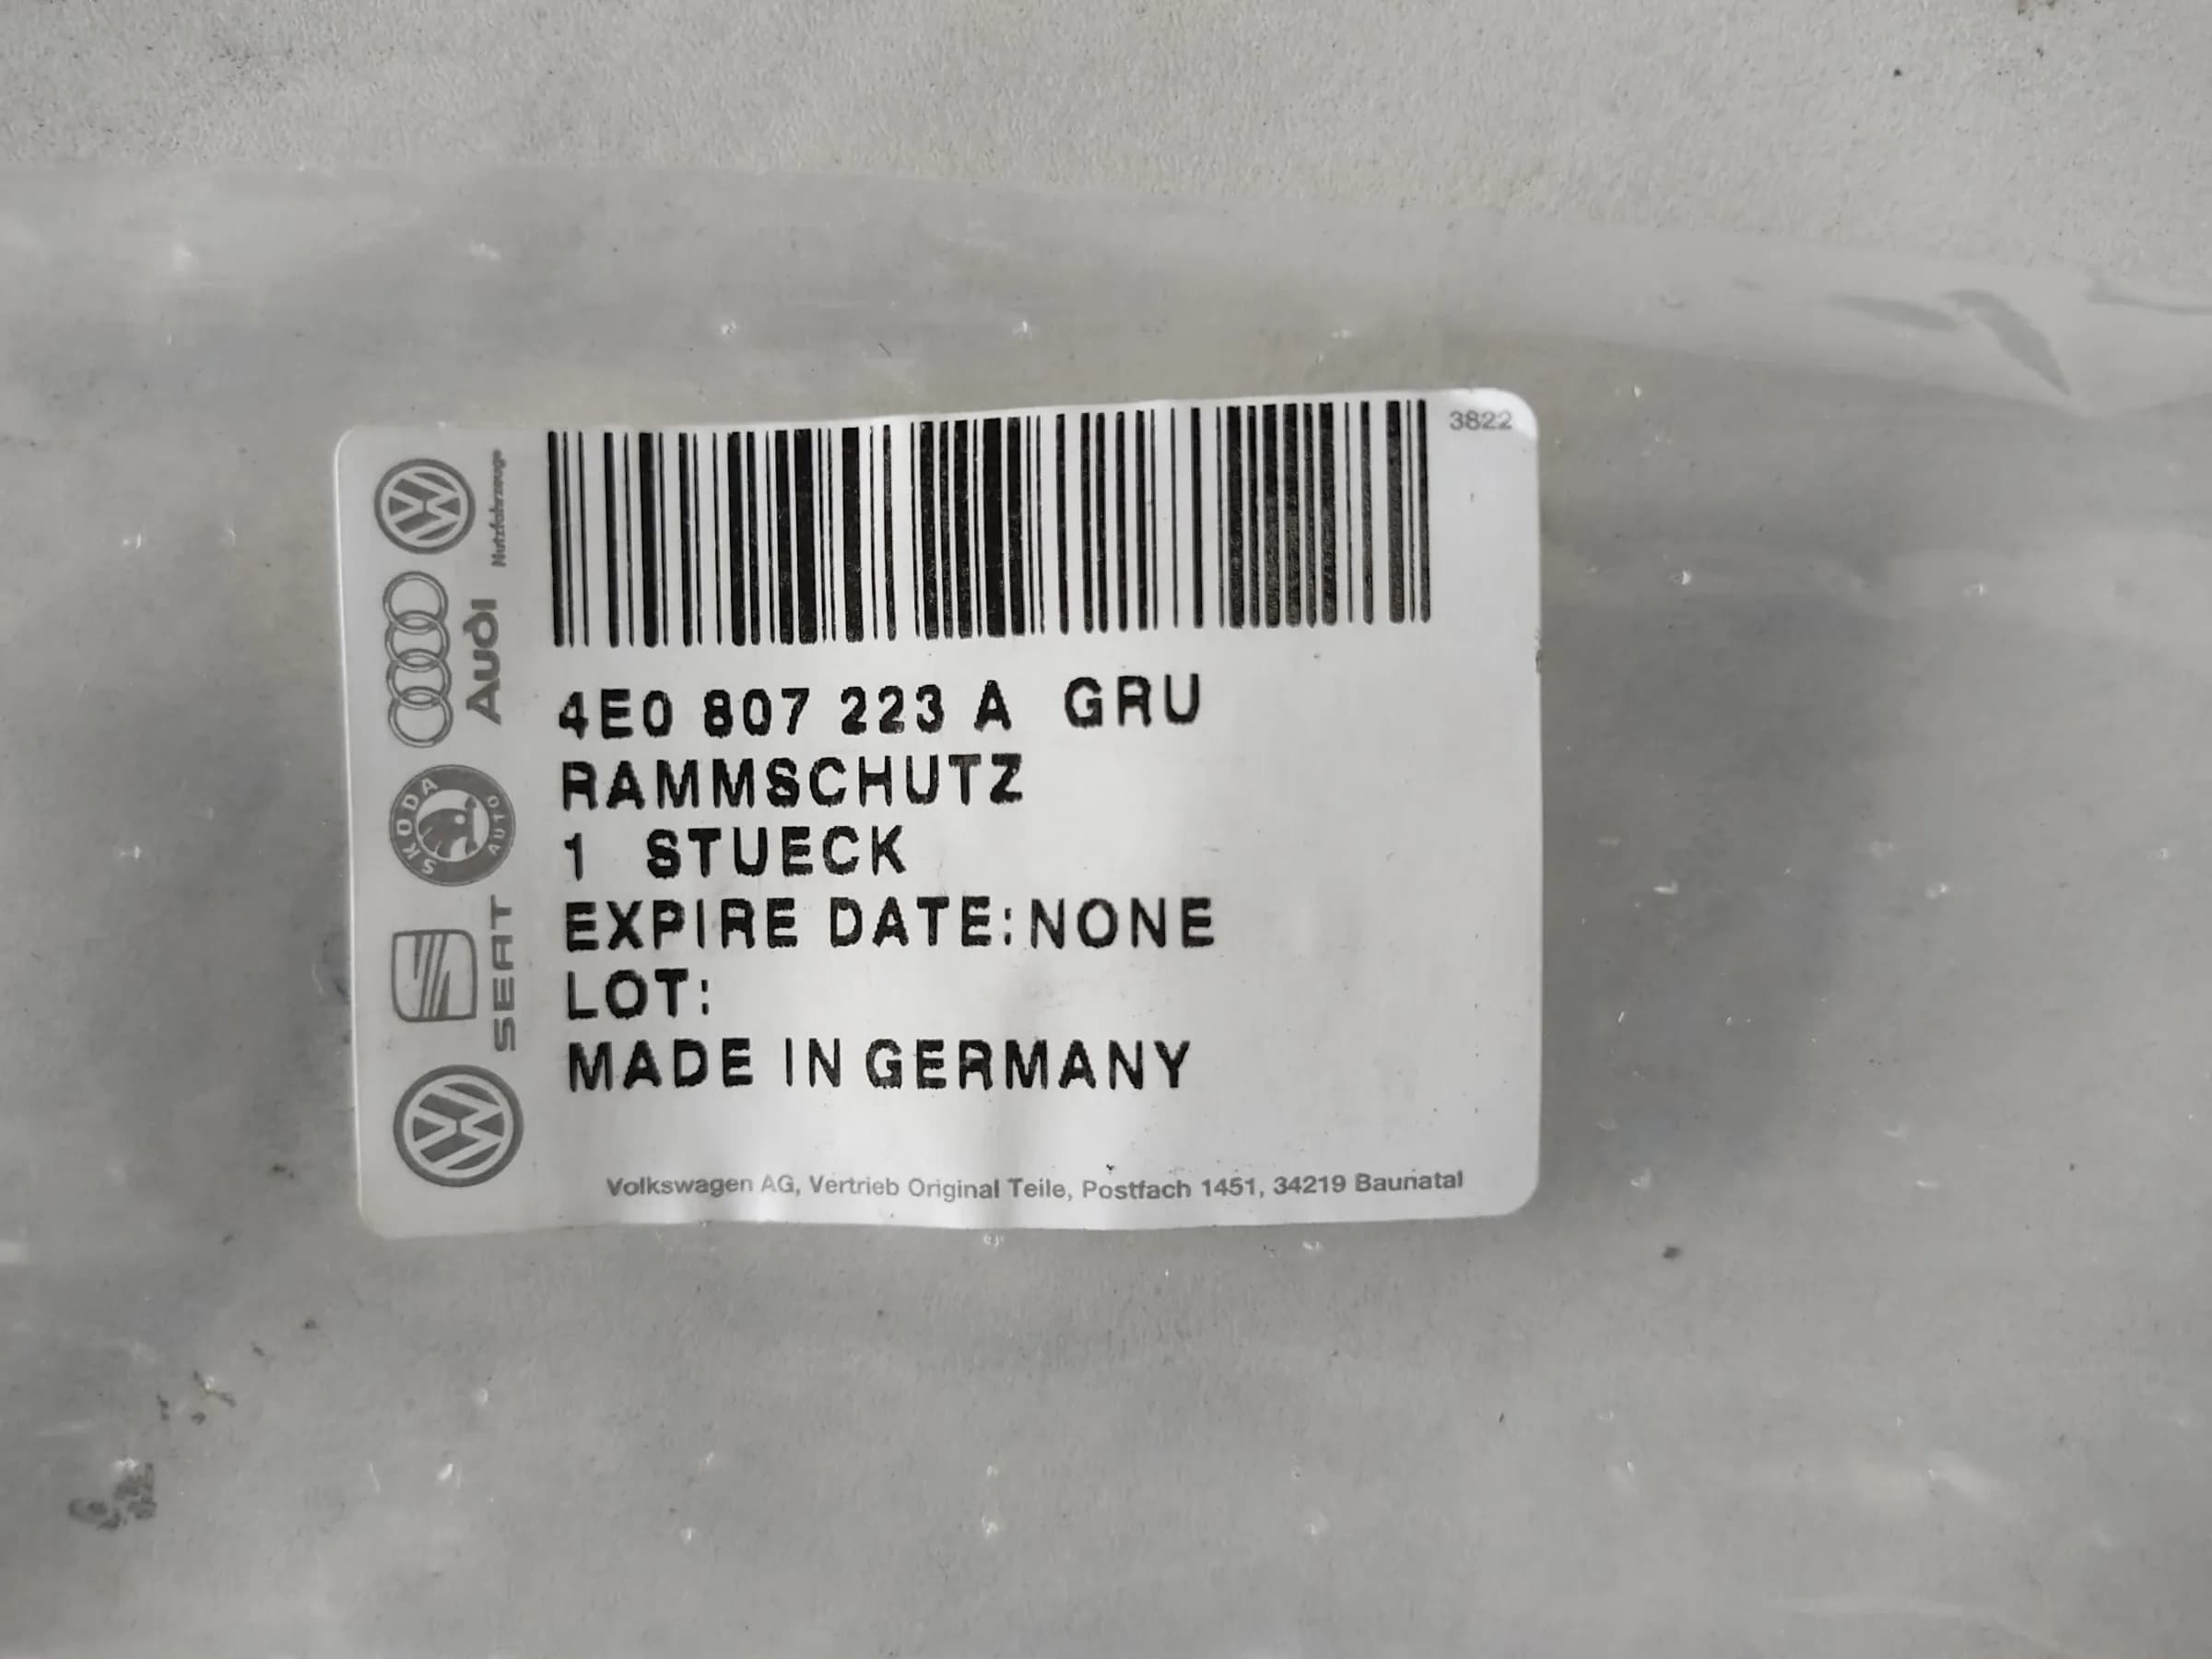 3822
4E0 807 223 A GRU
RAMMSCHUTZ
1 STUECK
EXPIRE DATE:NONE
LOT:
MADE IN GERMANY
Volkswagen AG, Vertrieb Original Teile, Postfach 1451, 34219 Baunatal
Nutzfahrzeuge
Audi
SKODA
AUTO
SEAT